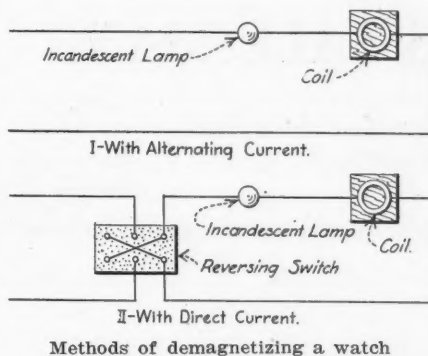 Incandescent Lamp
Coil
I-With Alternating Current.
Incandescent Lamp
Coil.
Reversing Switch
II-With Direct Current.
Methods of demagnetizing a watch